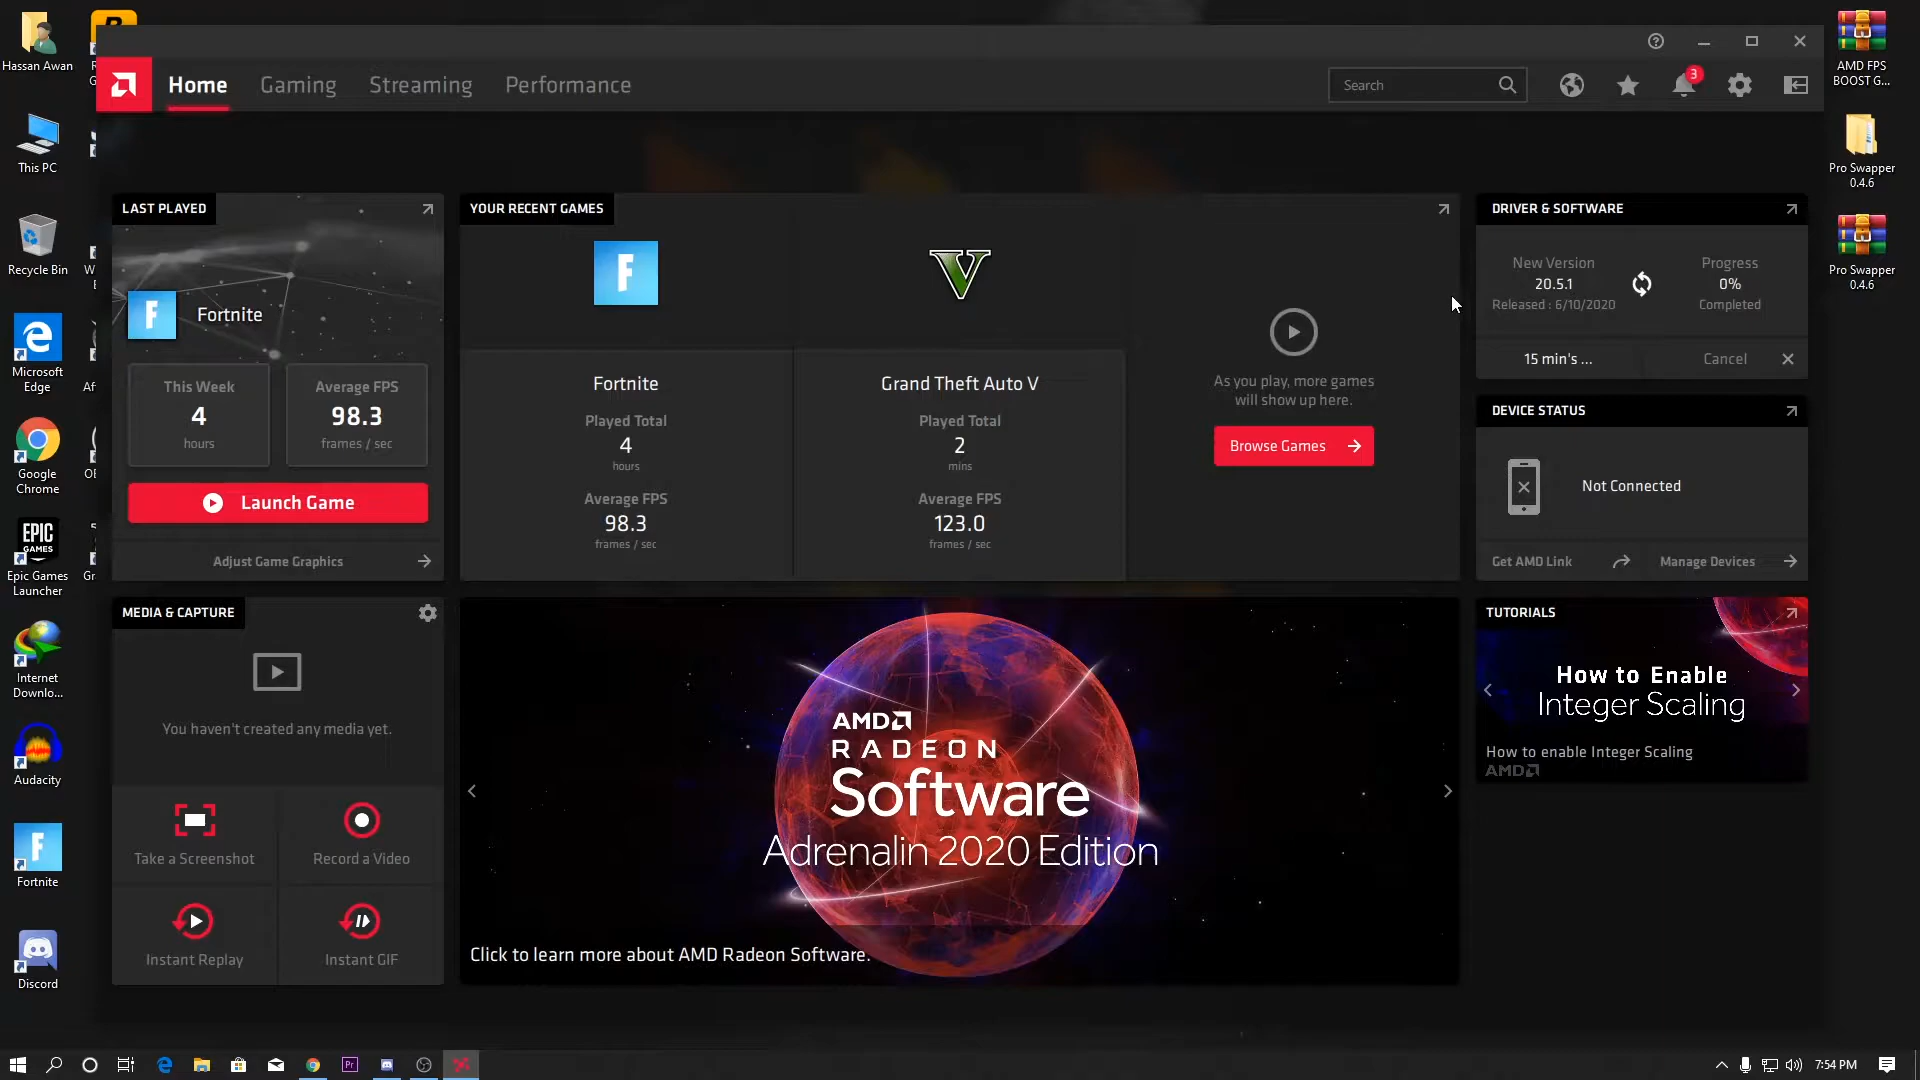 Hassan Awan
This PC
Recycle Bin
Microsoft
Edge
Google
Chrome
EPIC
GAMES
Epic Games
Launcher
Internet
Downlo...
Audacity
Fortnite
Discord
AMD FPS
BOOST G...
Pro Swapper
0.4.6
Pro Swapper
0.4.6
Home
Gaming
Streaming
Performance
Search
3
LAST PLAYED
Fortnite
This Week
4
hours
Average FPS
98.3
frames / sec
Launch Game
Adjust Game Graphics
YOUR RECENT GAMES
Fortnite
Played Total
4
hours
Average FPS
98.3
frames / sec
Grand Theft Auto V
Played Total
2
mins
Average FPS
123.0
frames / sec
As you play, more games
will show up here.
Browse Games
DRIVER & SOFTWARE
New Version
20.5.1
Released : 6/10/2020
Progress
0%
Completed
15 min's ...
Cancel
DEVICE STATUS
Not Connected
Get AMD Link
Manage Devices
MEDIA & CAPTURE
You haven't created any media yet.
Take a Screenshot
Record a Video
Instant Replay
Instant GIF
AMD
RADEON
Software
Adrenalin 2020 Edition
Click to learn more about AMD Radeon Software.
TUTORIALS
How to Enable
Integer Scaling
How to enable Integer Scaling
AMD
Pr
7:54 PM